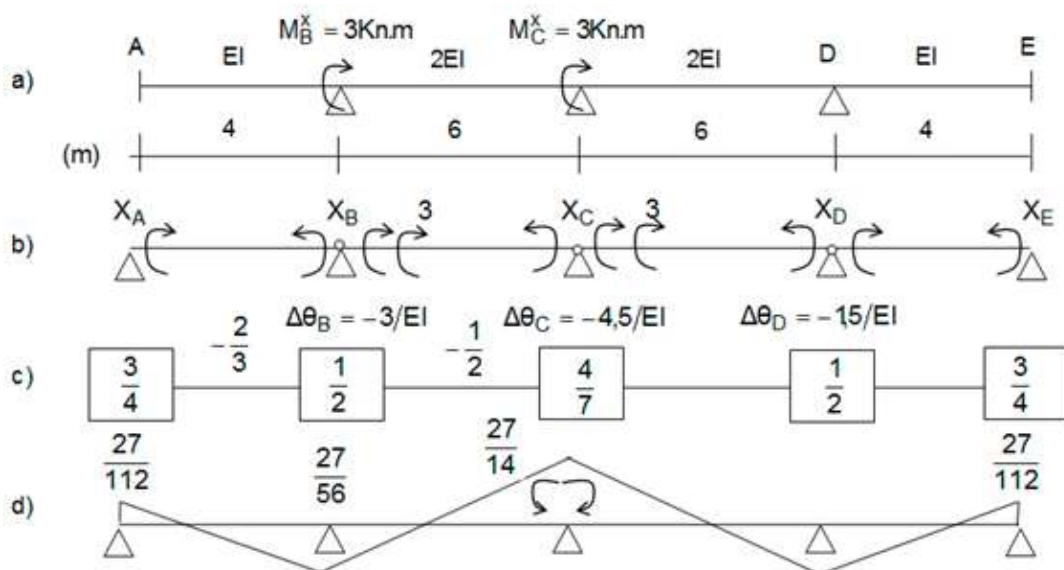 M_B^x = 3Kn.m M_C^x = 3Kn.m
A EI 2EI 2EI D EI E
a)
4 6 6 4
(m)
X_A X_B 3 X_C 3 X_D X_E
b)
Δθ_B = −3/EI Δθ_C = −4,5/EI Δθ_D = −1,5/EI
−2/3 −1/2
c) 3/4 1/2 4/7 1/2 3/4
27/112 27/56 27/14 27/112
d)